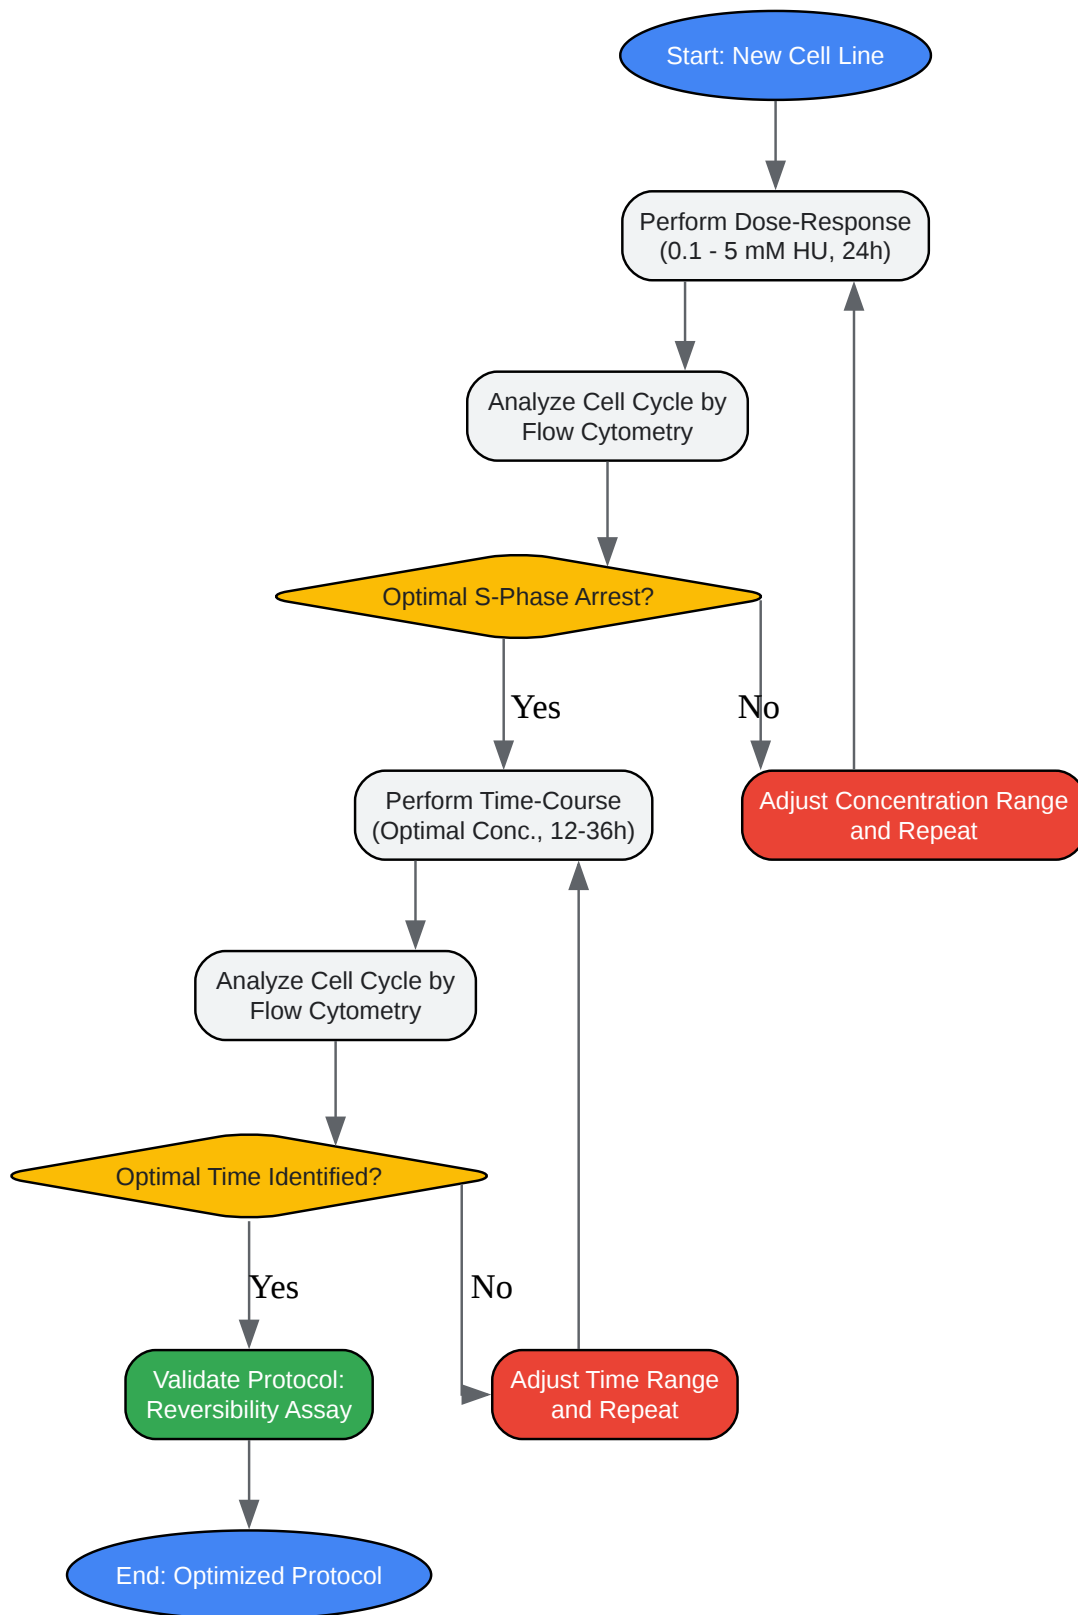 Start: New Cell Line
Perform Dose-Response
(0.1 - 5 mM HU, 24h)
Analyze Cell Cycle by
Flow Cytometry
Optimal S-Phase Arrest?
Yes
No
Perform Time-Course
(Optimal Conc., 12-36h)
Adjust Concentration Range
and Repeat
Analyze Cell Cycle by
Flow Cytometry
Optimal Time Identified?
Yes
No
Validate Protocol:
Reversibility Assay
Adjust Time Range
and Repeat
End: Optimized Protocol